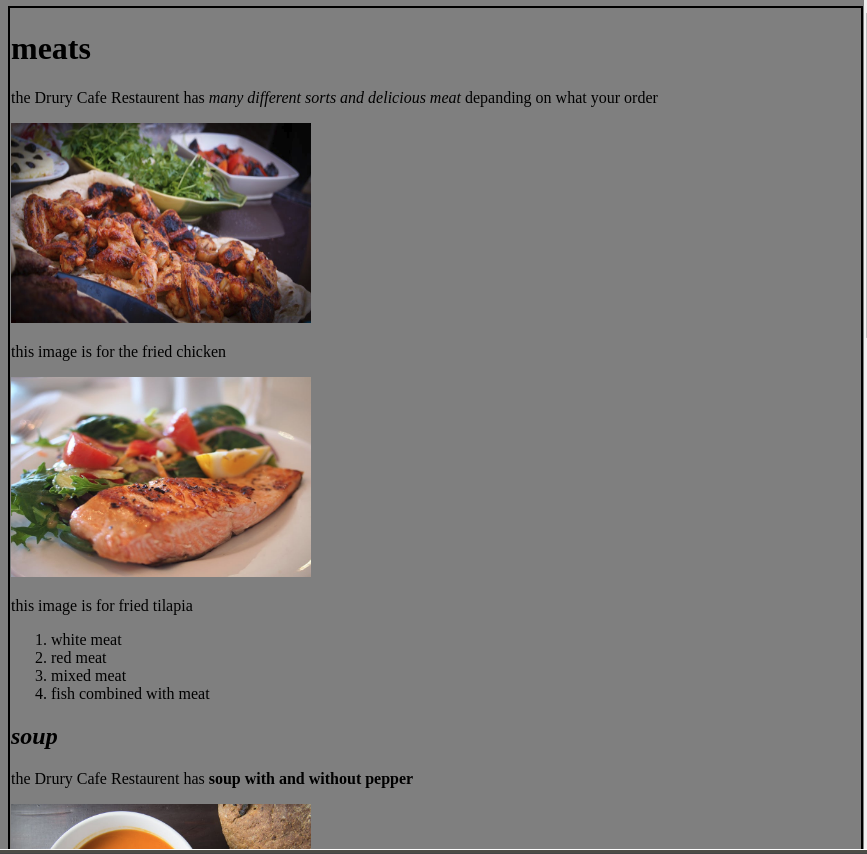 meats
the Drury Cafe Restaurent has many different sorts and delicious meat depanding on what your order
this image is for the fried chicken
this image is for fried tilapia
1. white meat
2. red meat
3. mixed meat
4. fish combined with meat
soup
the Drury Cafe Restaurent has soup with and without pepper